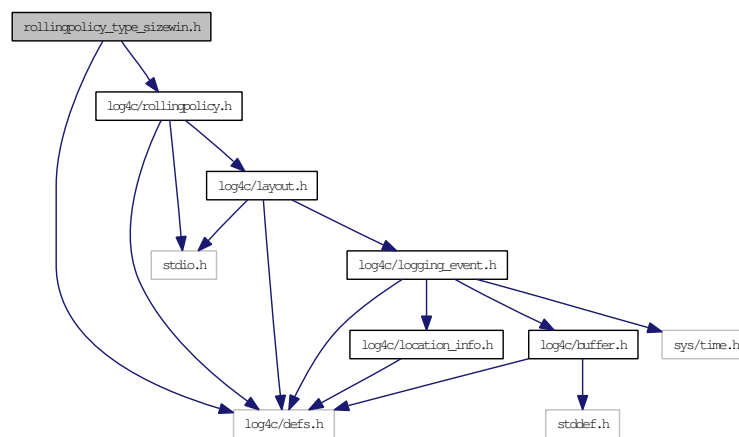 rollingpolicy_type_sizewin.h
log4c/rollingpolicy.h
log4c/layout.h
stdio.h
log4c/logging_event.h
log4c/location_info.h
log4c/buffer.h
sys/time.h
log4c/defs.h
stddef.h